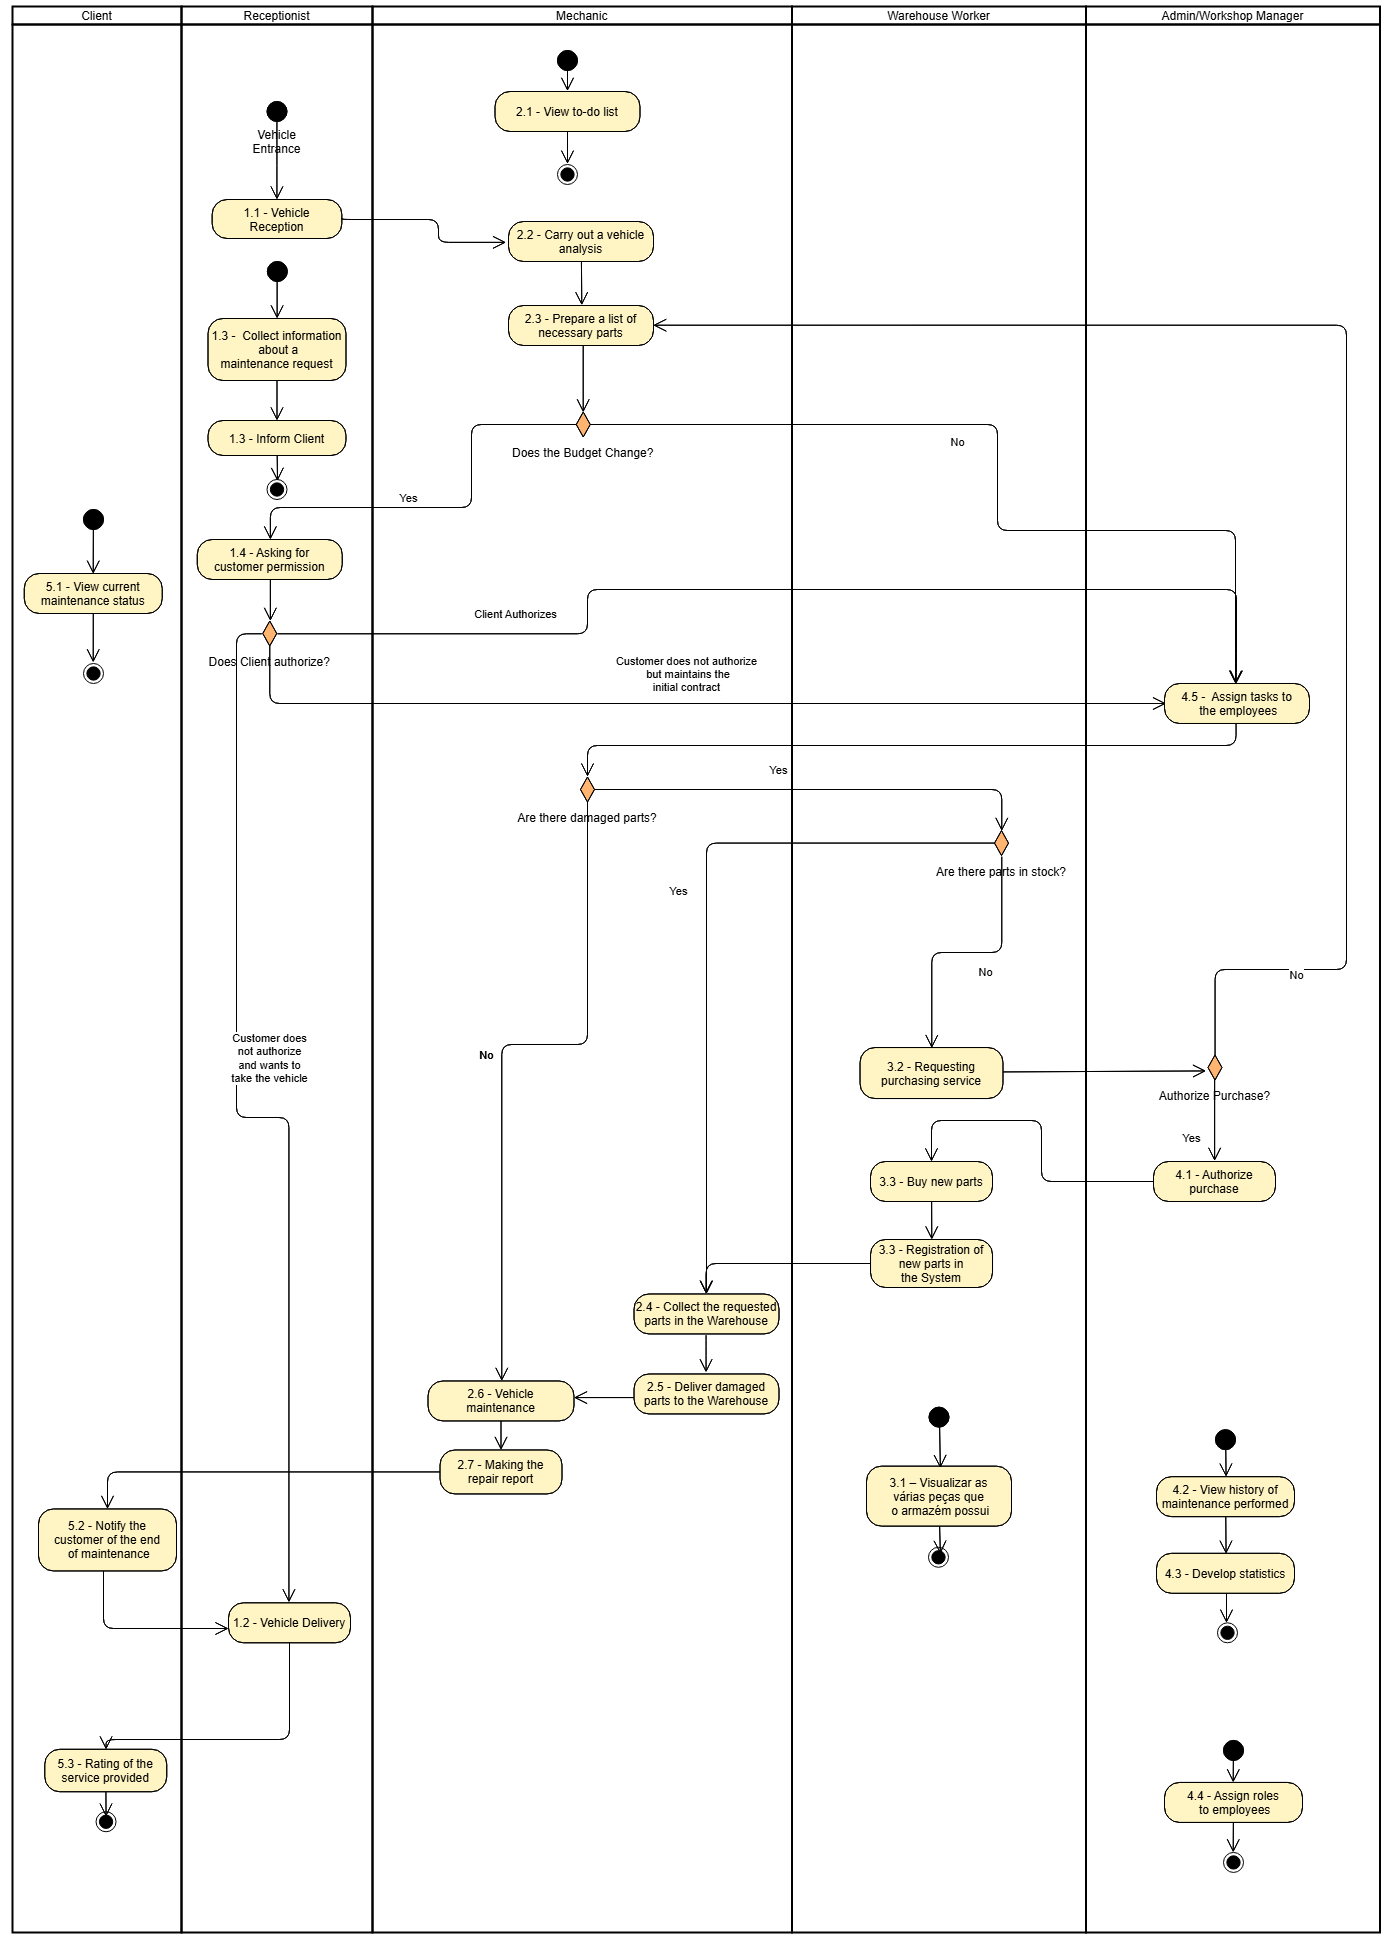 Client
Receptionist
Mechanic
Warehouse Worker
Admin/Workshop Manager
2.1 - View to-do list
Vehicle
Entrance
1.1 - Vehicle
Reception
2.2 - Carry out a vehicle
analysis
2.3 - Prepare a list of
necessary parts
1.3 -  Collect information
about a
maintenance request
1.3 - Inform Client
Does the Budget Change?
No
Yes
1.4 - Asking for
customer permission
5.1 - View current
maintenance status
Client Authorizes
Does Client authorize?
Customer does not authorize
but maintains the
initial contract
4.5 -  Assign tasks to
the employees
Yes
Are there damaged parts?
Are there parts in stock?
Yes
No
No
Customer does
not authorize
and wants to
take the vehicle
No
3.2 - Requesting
purchasing service
Authorize Purchase?
Yes
3.3 - Buy new parts
4.1 - Authorize
purchase
3.3 - Registration of
new parts in
the System
2.4 - Collect the requested
parts in the Warehouse
2.5 - Deliver damaged
parts to the Warehouse
2.6 - Vehicle
maintenance
2.7 - Making the
repair report
3.1 – Visualizar as
várias peças que
o armazém possui
4.2 - View history of
maintenance performed
5.2 - Notify the
customer of the end
of maintenance
4.3 - Develop statistics
1.2 - Vehicle Delivery
5.3 - Rating of the
service provided
4.4 - Assign roles
to employees